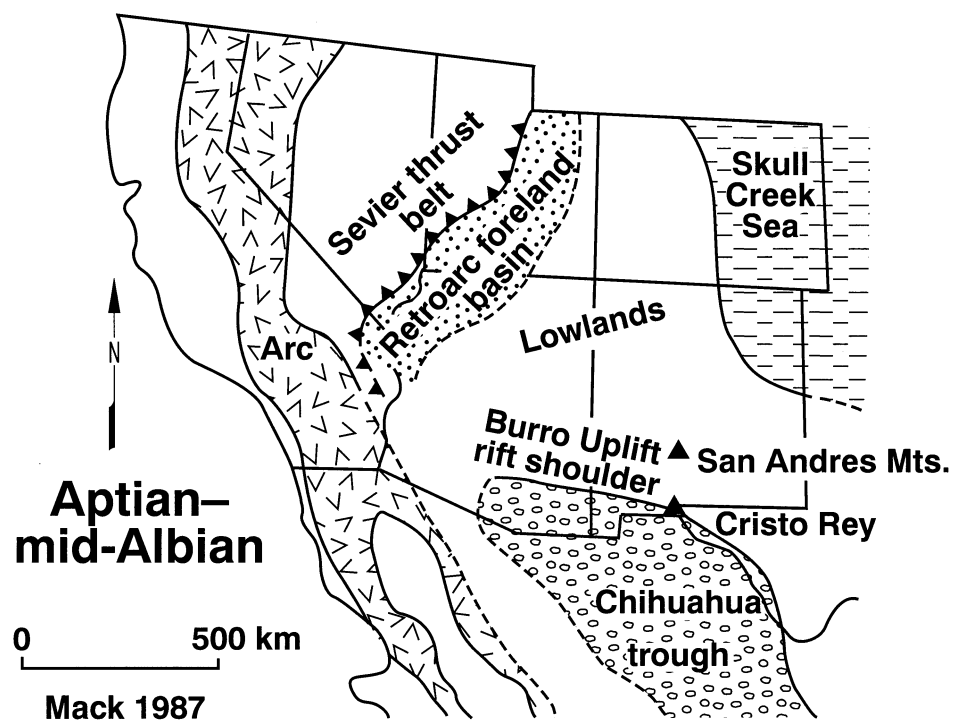 Skull
Creek
Sea
Sevier thrust
belt
Retroarc foreland
basin
Lowlands
Arc
N
Burro Uplift
rift shoulder
San Andres Mts.
Cristo Rey
Aptian–
mid-Albian
Chihuahua
trough
0 500 km
Mack 1987